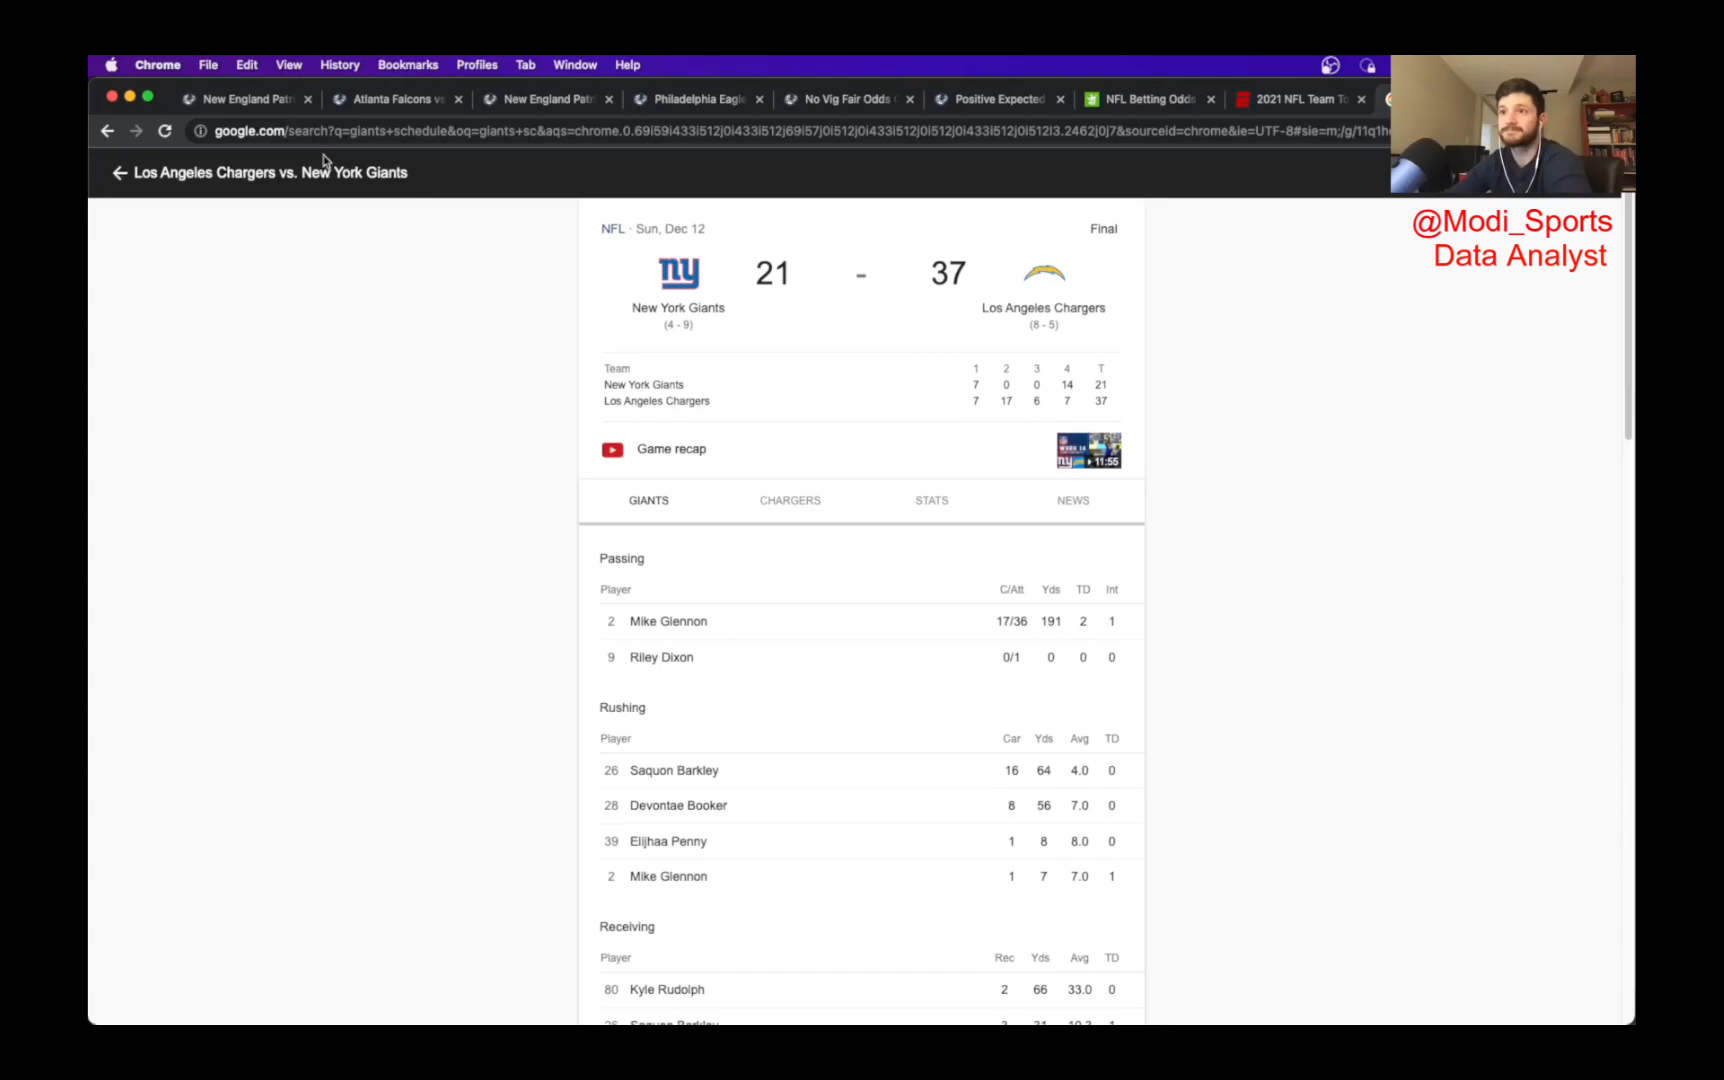 Chrome File Edit View History Bookmarks Profiles Tab Window Help
New England Patri Atlanta Falcons vs New England Patri Philadelphia Eagle No Vig Fair Odds Positive Expected NFL Betting Odds 2021 NFL Team To
google.com/search?q=giants+schedule&oq=giants+sc&aqs=chrome.0.69i59i433i512j0i433i512j69i57j0i512j0i433i512j0i512j0i433i512j0i512l3.2462j0j7&sourceid=chrome&ie=UTF-8#sie=m;/g/11q1h
Los Angeles Chargers vs. New York Giants
@Modi_Sports
Data Analyst
NFL · Sun, Dec 12 Final
ny 21 - 37
New York Giants Los Angeles Chargers
(4 - 9) (8 - 5)
Team 1 2 3 4 T
New York Giants 7 0 0 14 21
Los Angeles Chargers 7 17 6 7 37
Game recap
WEEK 14
ny 11:55
GIANTS CHARGERS STATS NEWS
Passing
Player C/Att Yds TD Int
2 Mike Glennon 17/36 191 2 1
9 Riley Dixon 0/1 0 0 0
Rushing
Player Car Yds Avg TD
26 Saquon Barkley 16 64 4.0 0
28 Devontae Booker 8 56 7.0 0
39 Elijhaa Penny 1 8 8.0 0
2 Mike Glennon 1 7 7.0 1
Receiving
Player Rec Yds Avg TD
80 Kyle Rudolph 2 66 33.0 0
Saquon Barkley